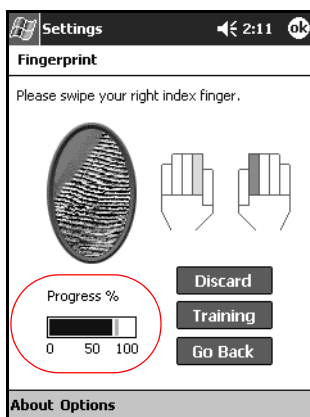 Settings 2:11 ok
Fingerprint
Please swipe your right index finger.
Discard
Progress %
Training
0 50 100
Go Back
About Options